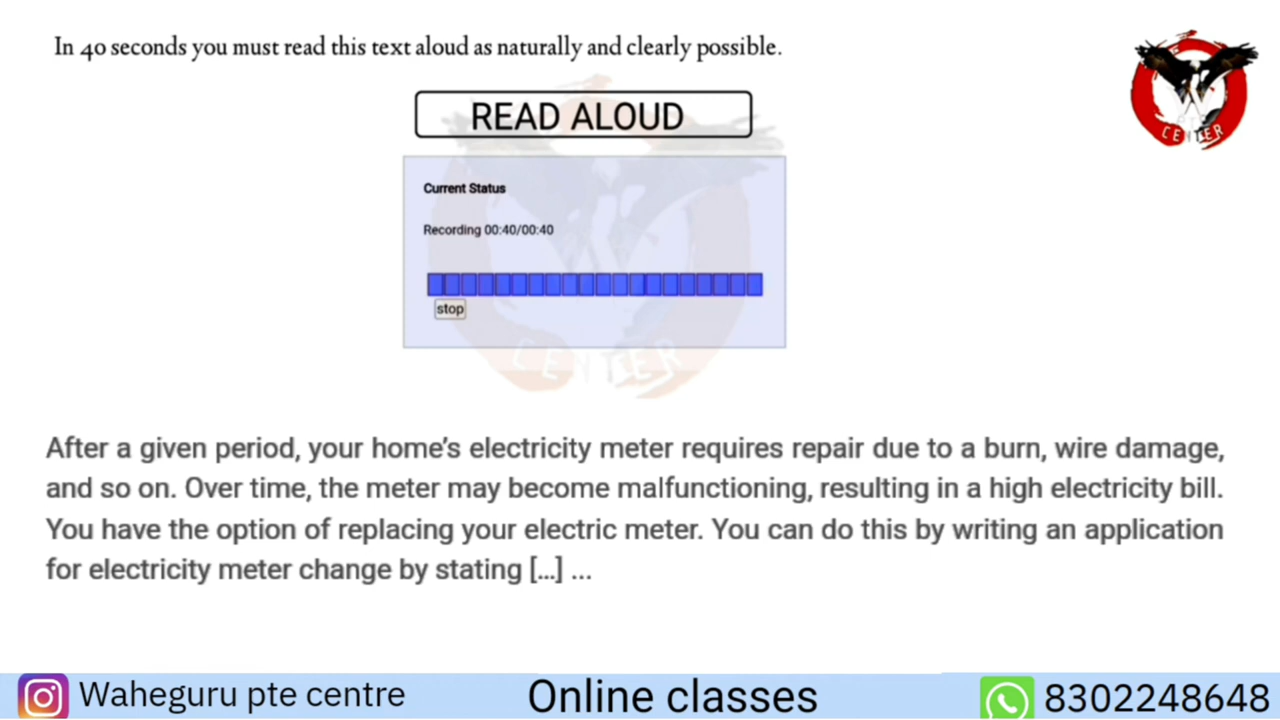 In 40 seconds you must read this text aloud as naturally and clearly possible.
CENTER
READ ALOUD
Current Status
Recording 00:40/00:40
stop
CENTER
After a given period, your home's electricity meter requires repair due to a burn, wire damage,
and so on. Over time, the meter may become malfunctioning, resulting in a high electricity bill.
You have the option of replacing your electric meter. You can do this by writing an application
for electricity meter change by stating [...] ...
Waheguru pte centre
Online classes
8302248648